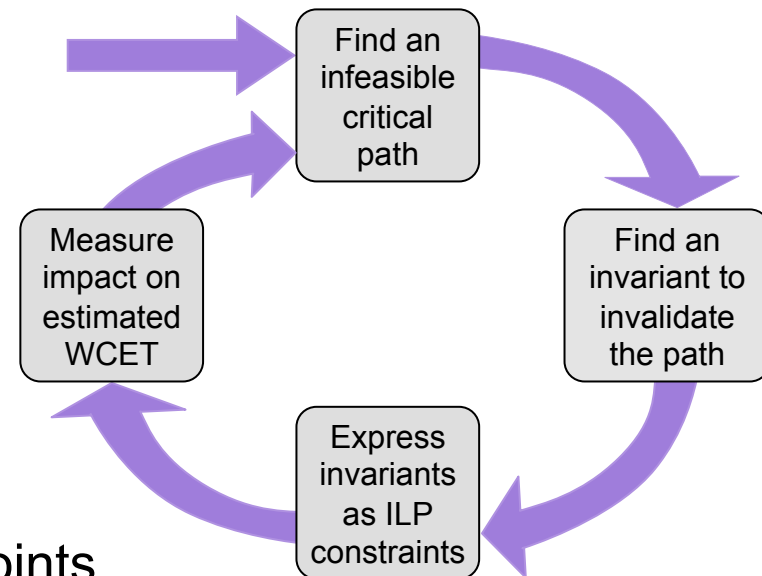 Find an
infeasible
critical
path
Find an
invariant to
invalidate
the path
Express
invariants
as ILP
constraints
Measure
impact on
estimated
WCET
oints